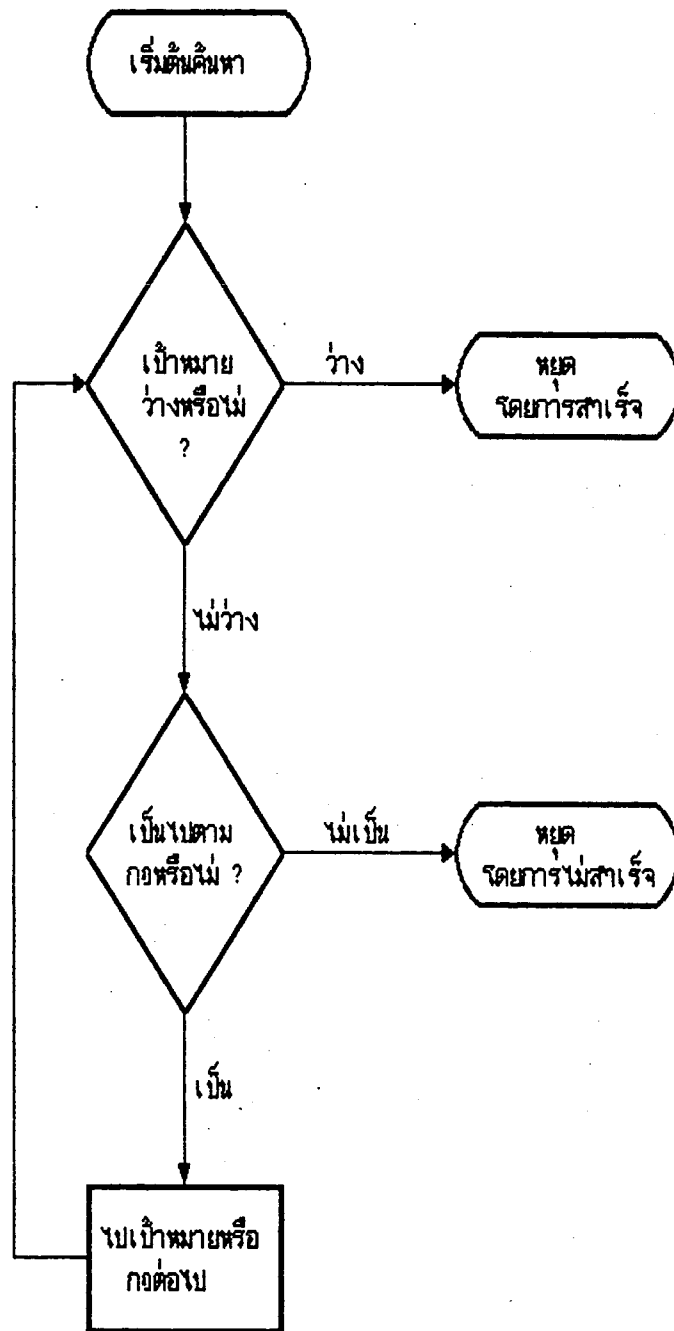 เริ่มต้นค้นหา
เป้าหมาย
ว่างหรือไม่
?
ว่าง
หยุด
โดยการสำเร็จ
ไม่ว่าง
เป็นไปตาม
กฎหรือไม่ ?
ไม่เป็น
หยุด
โดยการไม่สำเร็จ
เป็น
ไปเป้าหมายหรือ
กฎต่อไป